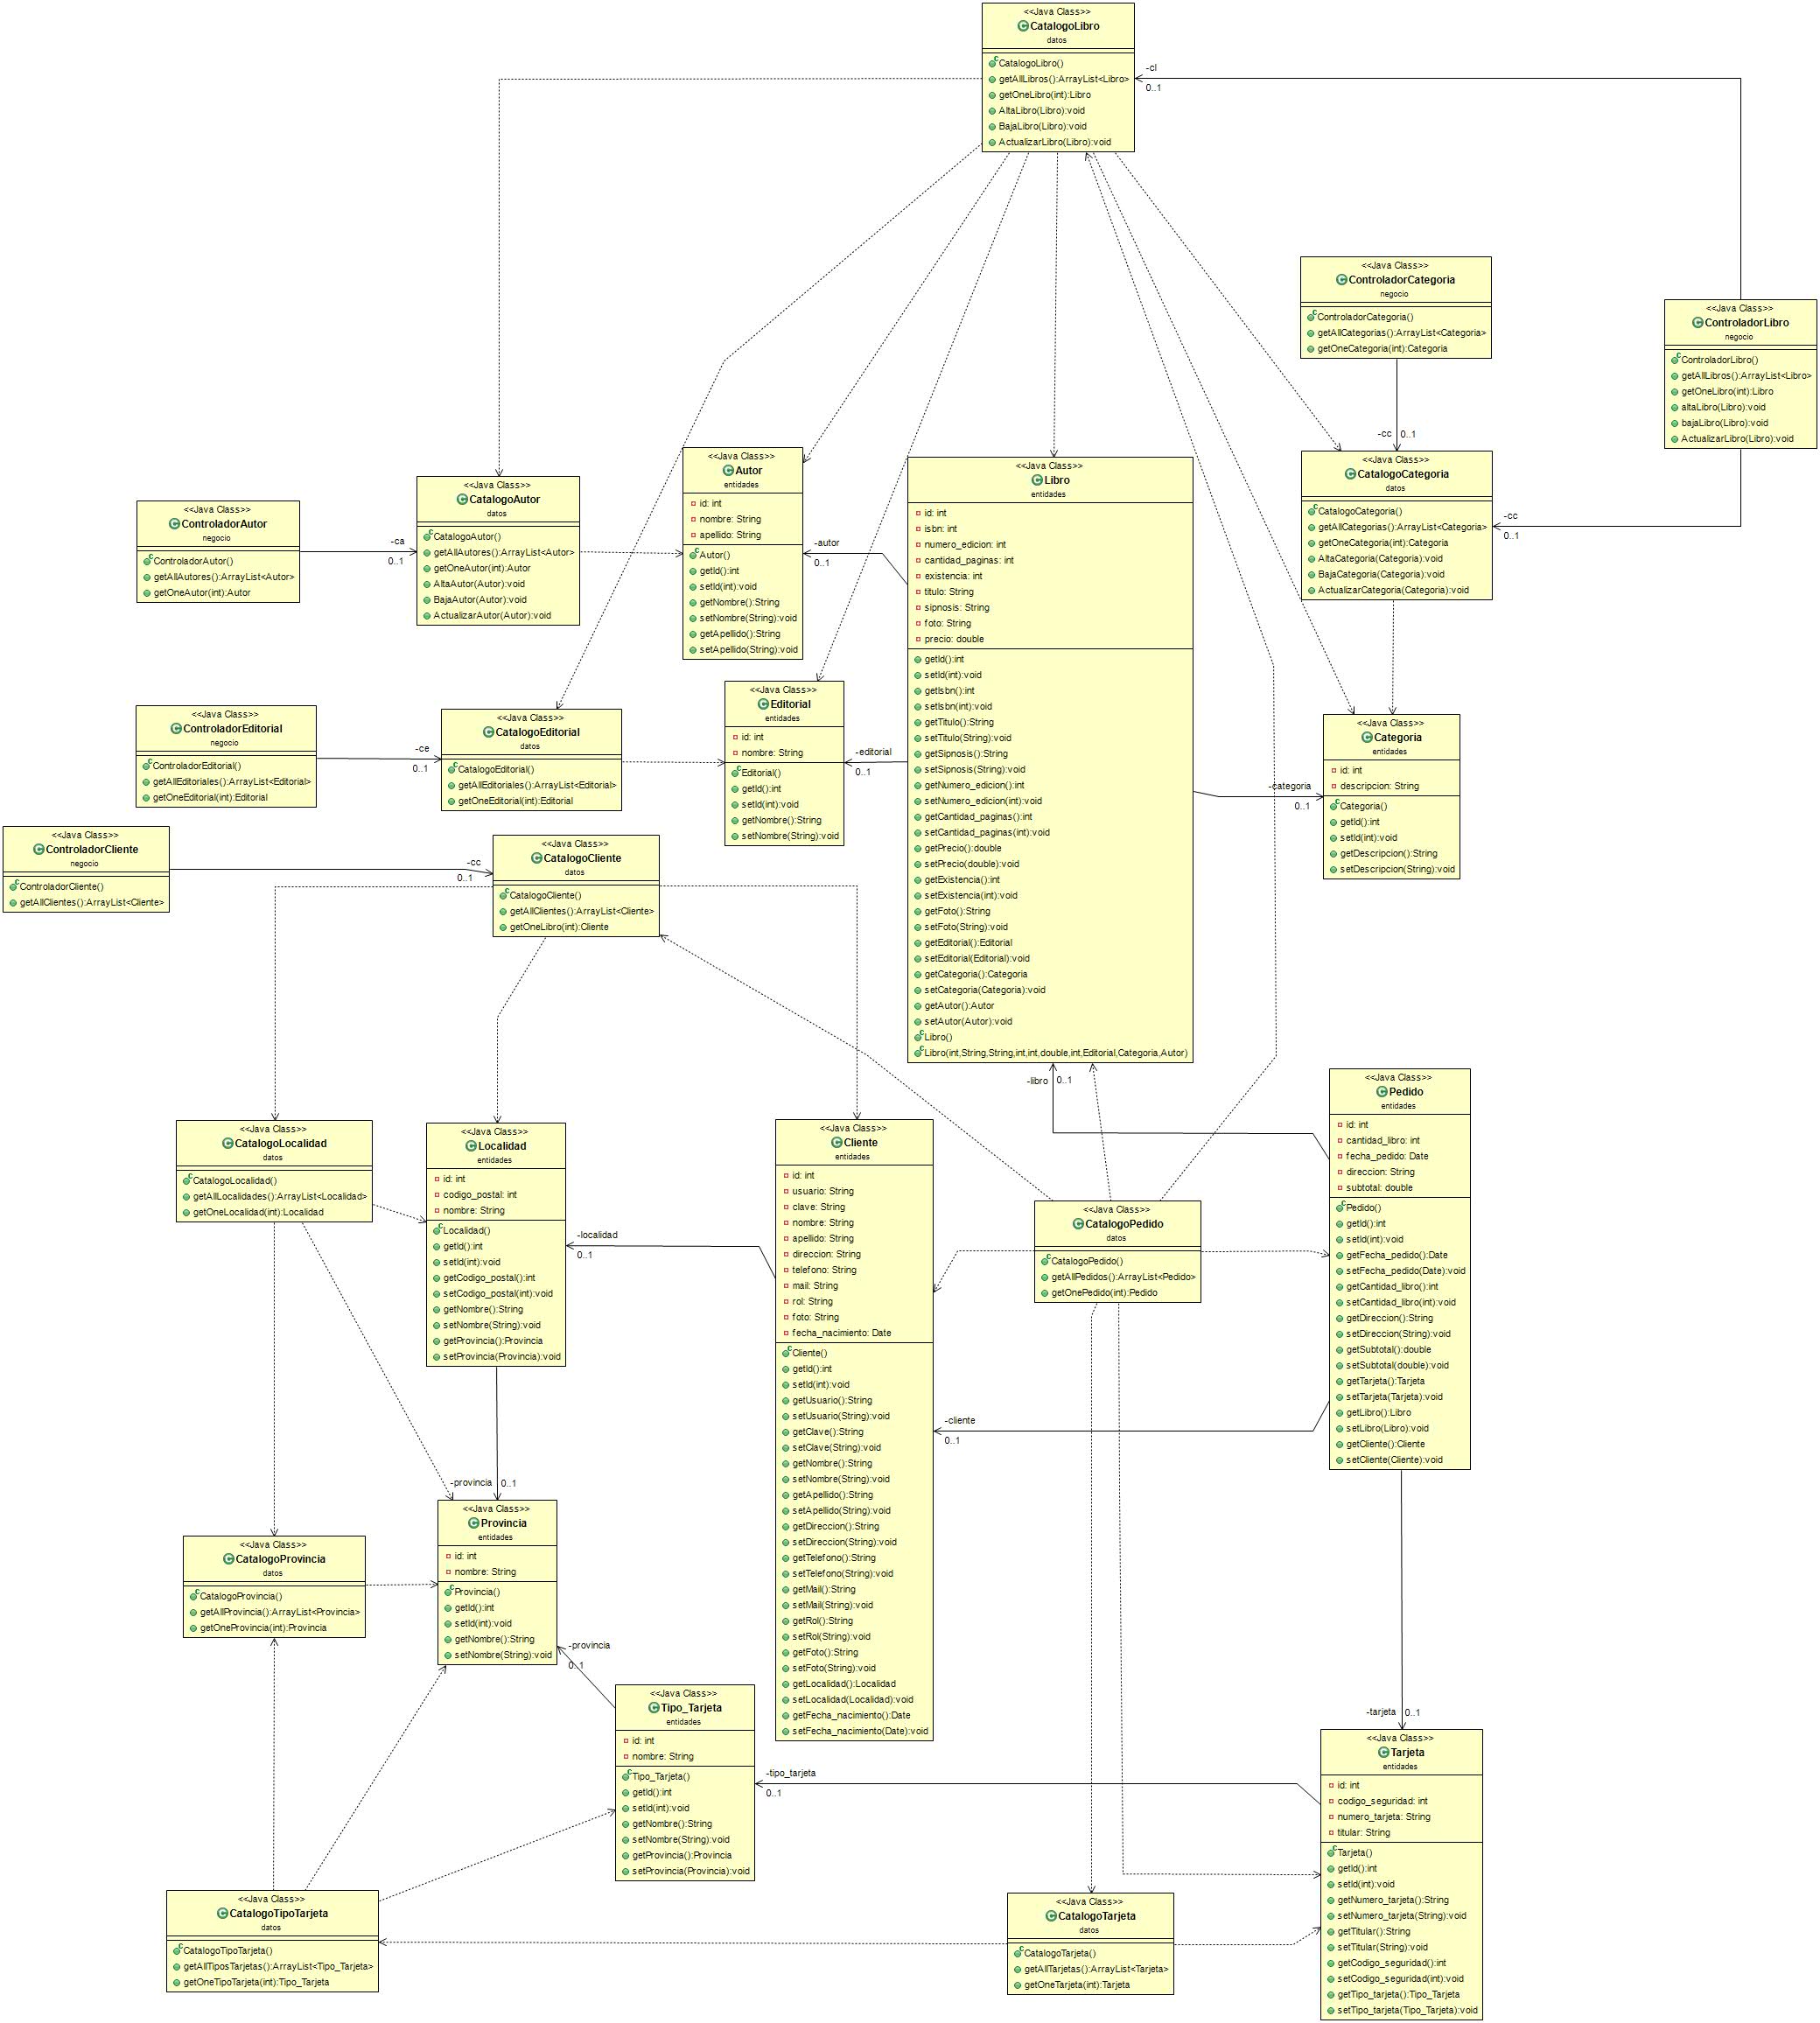 <<Java Class>>
CatalogoLibro
datos
CatalogoLibro()
getAllLibros():ArrayList<Libro>
getOneLibro(int):Libro
AltaLibro(Libro):void
BajaLibro(Libro):void
ActualizarLibro(Libro):void
-cl
0..1
<<Java Class>>
ControladorCategoria
negocio
ControladorCategoria()
getAllCategorias():ArrayList<Categoria>
getOneCategoria(int):Categoria
-cc
0..1
<<Java Class>>
ControladorLibro
negocio
ControladorLibro()
getAllLibros():ArrayList<Libro>
getOneLibro(int):Libro
altaLibro(Libro):void
bajaLibro(Libro):void
ActualizarLibro(Libro):void
<<Java Class>>
ControladorAutor
negocio
ControladorAutor()
getAllAutores():ArrayList<Autor>
getOneAutor(int):Autor
-ca
0..1
<<Java Class>>
CatalogoAutor
datos
CatalogoAutor()
getAllAutores():ArrayList<Autor>
getOneAutor(int):Autor
AltaAutor(Autor):void
BajaAutor(Autor):void
ActualizarAutor(Autor):void
<<Java Class>>
Autor
entidades
id: int
nombre: String
apellido: String
Autor()
getId():int
setId(int):void
getNombre():String
setNombre(String):void
getApellido():String
setApellido(String):void
-autor
0..1
<<Java Class>>
Libro
entidades
id: int
isbn: int
numero_edicion: int
cantidad_paginas: int
existencia: int
titulo: String
sipnosis: String
foto: String
precio: double
getId():int
setId(int):void
getIsbn():int
setIsbn(int):void
getTitulo():String
setTitulo(String):void
getSipnosis():String
setSipnosis(String):void
getNumero_edicion():int
setNumero_edicion(int):void
getCantidad_paginas():int
setCantidad_paginas(int):void
getPrecio():double
setPrecio(double):void
getExistencia():int
setExistencia(int):void
getFoto():String
setFoto(String):void
getEditorial():Editorial
setEditorial(Editorial):void
getCategoria():Categoria
setCategoria(Categoria):void
getAutor():Autor
setAutor(Autor):void
Libro()
Libro(int,String,String,int,int,double,int,Editorial,Categoria,Autor)
<<Java Class>>
CatalogoCategoria
datos
CatalogoCategoria()
getAllCategorias():ArrayList<Categoria>
getOneCategoria(int):Categoria
AltaCategoria(Categoria):void
BajaCategoria(Categoria):void
ActualizarCategoria(Categoria):void
-cc
0..1
<<Java Class>>
ControladorEditorial
negocio
ControladorEditorial()
getAllEditoriales():ArrayList<Editorial>
getOneEditorial(int):Editorial
-ce
0..1
<<Java Class>>
CatalogoEditorial
datos
CatalogoEditorial()
getAllEditoriales():ArrayList<Editorial>
getOneEditorial(int):Editorial
<<Java Class>>
Editorial
entidades
id: int
nombre: String
Editorial()
getId():int
setId(int):void
getNombre():String
setNombre(String):void
-editorial
0..1
-categoria
0..1
<<Java Class>>
Categoria
entidades
id: int
descripcion: String
Categoria()
getId():int
setId(int):void
getDescripcion():String
setDescripcion(String):void
<<Java Class>>
ControladorCliente
negocio
ControladorCliente()
getAllClientes():ArrayList<Cliente>
-cc
0..1
<<Java Class>>
CatalogoCliente
datos
CatalogoCliente()
getAllClientes():ArrayList<Cliente>
getOneLibro(int):Cliente
-libro
0..1
<<Java Class>>
CatalogoLocalidad
datos
CatalogoLocalidad()
getAllLocalidades():ArrayList<Localidad>
getOneLocalidad(int):Localidad
<<Java Class>>
Localidad
entidades
id: int
codigo_postal: int
nombre: String
Localidad()
getId():int
setId(int):void
getCodigo_postal():int
setCodigo_postal(int):void
getNombre():String
setNombre(String):void
getProvincia():Provincia
setProvincia(Provincia):void
-localidad
0..1
<<Java Class>>
Cliente
entidades
id: int
usuario: String
clave: String
nombre: String
apellido: String
direccion: String
telefono: String
mail: String
rol: String
foto: String
fecha_nacimiento: Date
Cliente()
getId():int
setId(int):void
getUsuario():String
setUsuario(String):void
getClave():String
setClave(String):void
getNombre():String
setNombre(String):void
getApellido():String
setApellido(String):void
getDireccion():String
setDireccion(String):void
getTelefono():String
setTelefono(String):void
getMail():String
setMail(String):void
getRol():String
setRol(String):void
getFoto():String
setFoto(String):void
getLocalidad():Localidad
setLocalidad(Localidad):void
getFecha_nacimiento():Date
setFecha_nacimiento(Date):void
<<Java Class>>
CatalogoPedido
datos
CatalogoPedido()
getAllPedidos():ArrayList<Pedido>
getOnePedido(int):Pedido
<<Java Class>>
Pedido
entidades
id: int
cantidad_libro: int
fecha_pedido: Date
direccion: String
subtotal: double
Pedido()
getId():int
setId(int):void
getFecha_pedido():Date
setFecha_pedido(Date):void
getCantidad_libro():int
setCantidad_libro(int):void
getDireccion():String
setDireccion(String):void
getSubtotal():double
setSubtotal(double):void
getTarjeta():Tarjeta
setTarjeta(Tarjeta):void
getLibro():Libro
setLibro(Libro):void
getCliente():Cliente
setCliente(Cliente):void
-cliente
0..1
-provincia
0..1
<<Java Class>>
CatalogoProvincia
datos
CatalogoProvincia()
getAllProvincia():ArrayList<Provincia>
getOneProvincia(int):Provincia
<<Java Class>>
Provincia
entidades
id: int
nombre: String
Provincia()
getId():int
setId(int):void
getNombre():String
setNombre(String):void
-provincia
0..1
<<Java Class>>
Tipo_Tarjeta
entidades
id: int
nombre: String
Tipo_Tarjeta()
getId():int
setId(int):void
getNombre():String
setNombre(String):void
getProvincia():Provincia
setProvincia(Provincia):void
-tipo_tarjeta
0..1
-tarjeta
0..1
<<Java Class>>
Tarjeta
entidades
id: int
codigo_seguridad: int
numero_tarjeta: String
titular: String
Tarjeta()
getId():int
setId(int):void
getNumero_tarjeta():String
setNumero_tarjeta(String):void
getTitular():String
setTitular(String):void
getCodigo_seguridad():int
setCodigo_seguridad(int):void
getTipo_tarjeta():Tipo_Tarjeta
setTipo_tarjeta(Tipo_Tarjeta):void
<<Java Class>>
CatalogoTipoTarjeta
datos
CatalogoTipoTarjeta()
getAllTiposTarjetas():ArrayList<Tipo_Tarjeta>
getOneTipoTarjeta(int):Tipo_Tarjeta
<<Java Class>>
CatalogoTarjeta
datos
CatalogoTarjeta()
getAllTarjetas():ArrayList<Tarjeta>
getOneTarjeta(int):Tarjeta